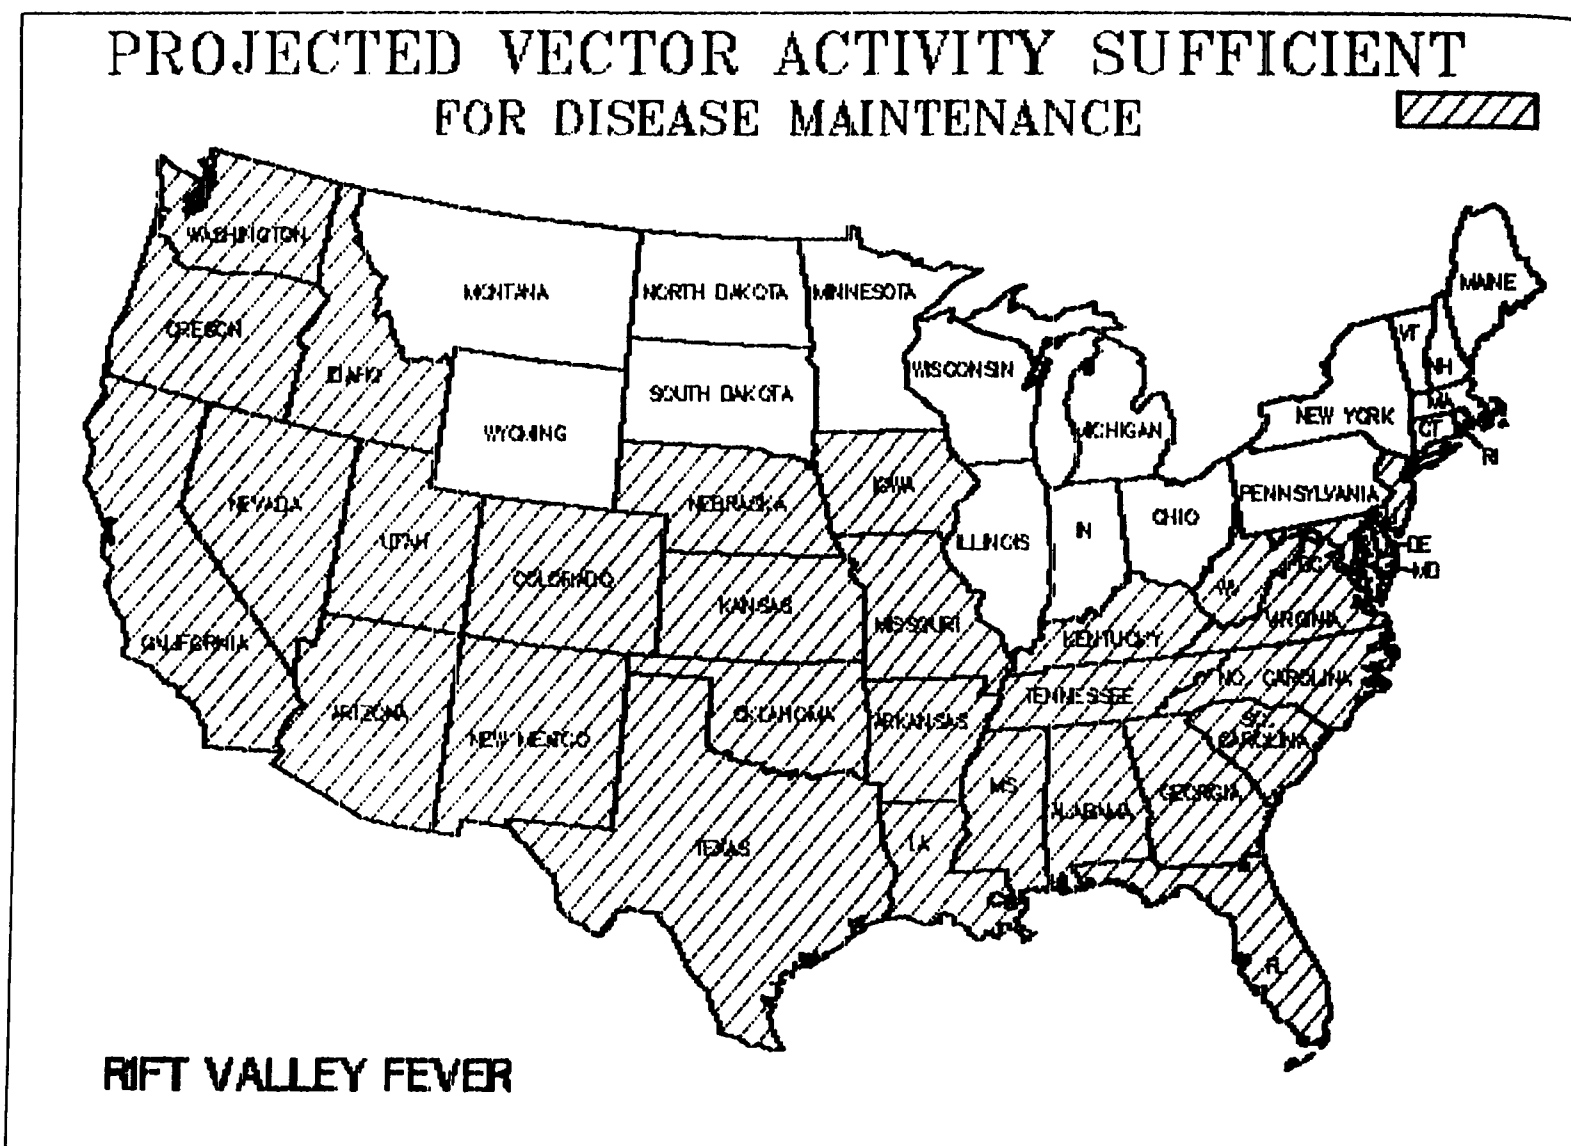 PROJECTED VECTOR ACTIVITY SUFFICIENT
FOR DISEASE MAINTENANCE
WASHINGTON
MONTANA
NORTH DAKOTA
MINNESOTA
MAINE
OREGON
IDAHO
WISCONSIN
VT
NH
SOUTH DAKOTA
MICHIGAN
NEW YORK
MA
CT
RI
WYOMING
NEVADA
NEBRASKA
IOWA
PENNSYLVANIA
UTAH
COLORADO
ILLINOIS
IN
OHIO
DE
MD
KANSAS
MISSOURI
KENTUCKY
VIRGINIA
CALIFORNIA
ARIZONA
NEW MEXICO
OKLAHOMA
ARKANSAS
TENNESSEE
NO. CAROLINA
SO.
CAROLINA
MS
ALABAMA
GEORGIA
TEXAS
LA
FL
RIFT VALLEY FEVER